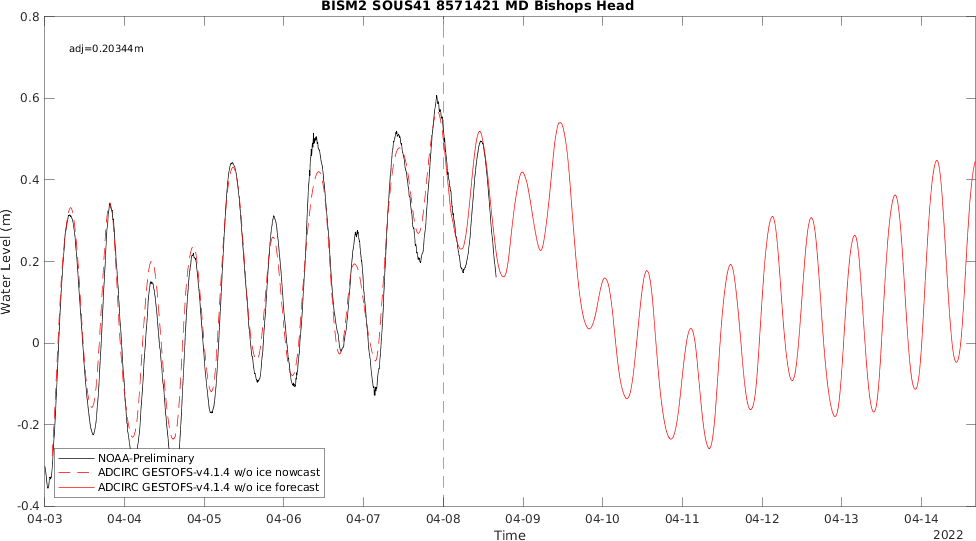 BISM2 SOUS41 8571421 MD Bishops Head
adj=0.20344m
0.8
0.6
0.4
0.2
0
-0.2
-0.4
Water Level (m)
NOAA-Preliminary
ADCIRC GESTOFS-v4.1.4 w/o ice nowcast
ADCIRC GESTOFS-v4.1.4 w/o ice forecast
04-03 04-04 04-05 04-06 04-07 04-08 04-09 04-10 04-11 04-12 04-13 04-14
Time
2022